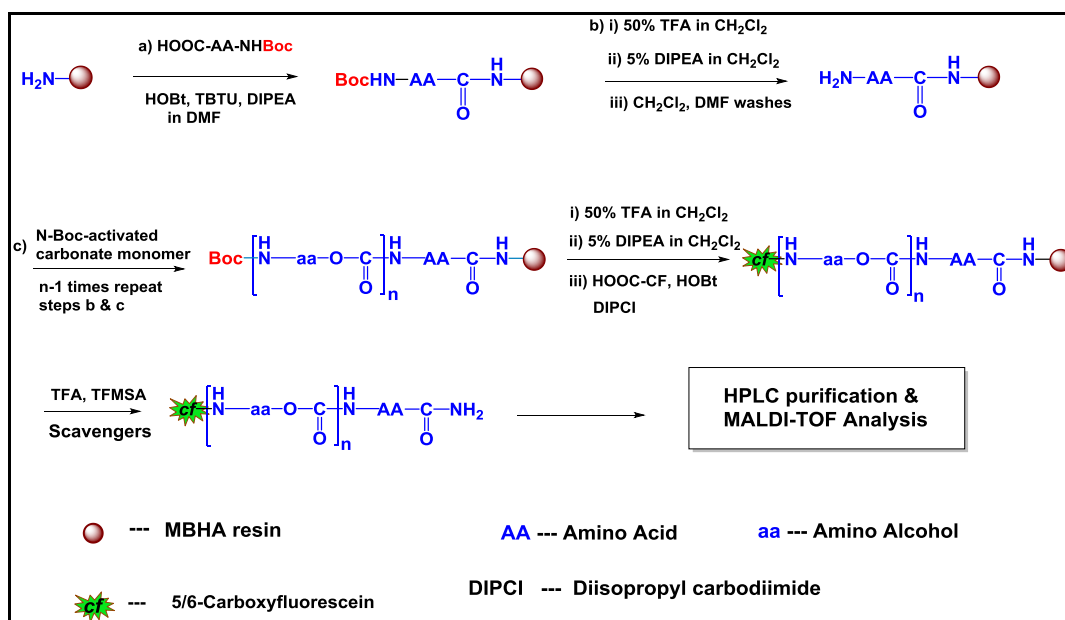 a) HOOC-AA-NHBoc
HOBt, TBTU, DIPEA
in DMF
H2N
BocHN AA C O H N
b) i) 50% TFA in CH2Cl2
ii) 5% DIPEA in CH2Cl2
iii) CH2Cl2, DMF washes
H2N AA C O H N
c) N-Boc-activated
carbonate monomer
n-1 times repeat
steps b & c
Boc H N aa O C O H N n AA C O H N
i) 50% TFA in CH2Cl2
ii) 5% DIPEA in CH2Cl2
iii) HOOC-CF, HOBt
DIPCI
cf H N aa O C O H N n AA C O H N
TFA, TFMSA
Scavengers
cf H N aa O C O H N n AA C O NH2
HPLC purification &
MALDI-TOF Analysis
--- MBHA resin
AA --- Amino Acid
aa --- Amino Alcohol
cf --- 5/6-Carboxyfluorescein
DIPCI --- Diisopropyl carbodiimide